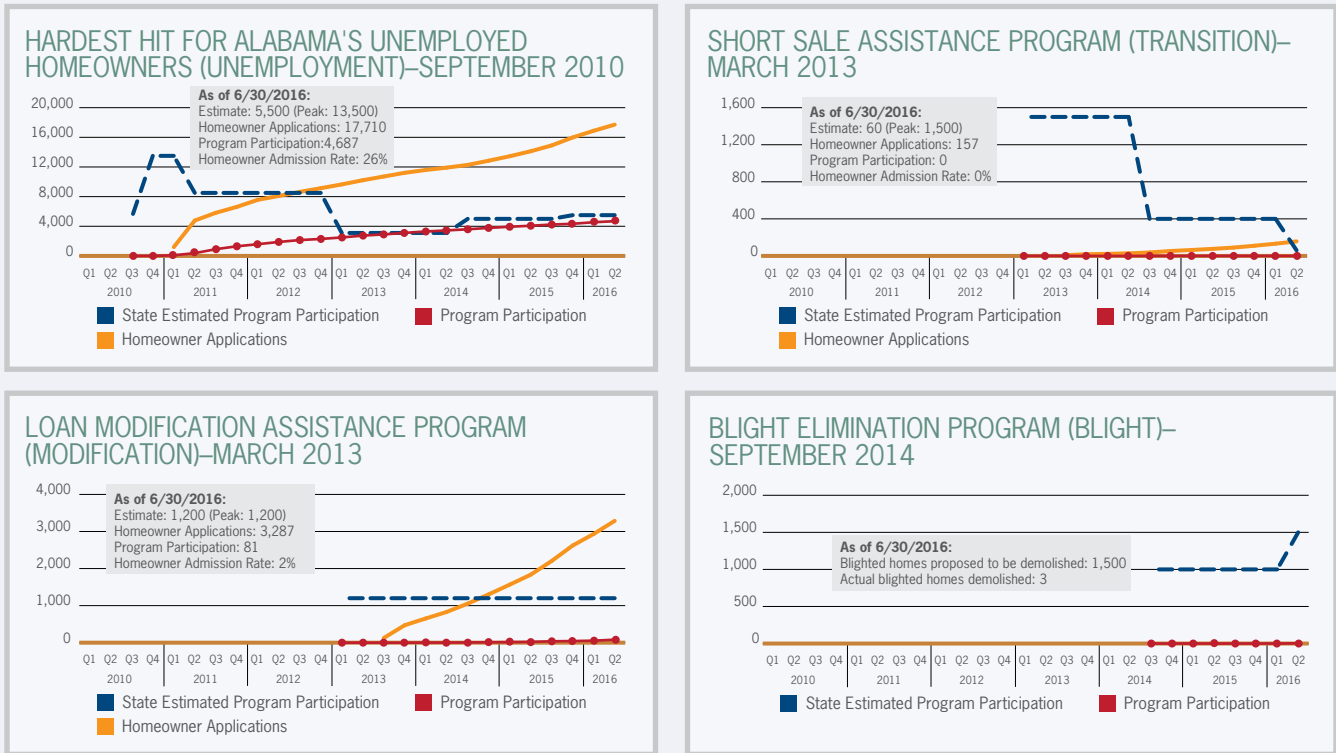 HARDEST HIT FOR ALABAMA'S UNEMPLOYED
HOMEOWNERS (UNEMPLOYMENT)–SEPTEMBER 2010
As of 6/30/2016:
Estimate: 5,500 (Peak: 13,500)
Homeowner Applications: 17,710
Program Participation:4,687
Homeowner Admission Rate: 26%
20,000
16,000
12,000
8,000
4,000
0
Q1 Q2 Q3 Q4 Q1 Q2 Q3 Q4 Q1 Q2 Q3 Q4 Q1 Q2 Q3 Q4 Q1 Q2 Q3 Q4 Q1 Q2 Q3 Q4 Q1 Q2
2010 2011 2012 2013 2014 2015 2016
State Estimated Program Participation Program Participation
Homeowner Applications
SHORT SALE ASSISTANCE PROGRAM (TRANSITION)–
MARCH 2013
As of 6/30/2016:
Estimate: 60 (Peak: 1,500)
Homeowner Applications: 157
Program Participation: 0
Homeowner Admission Rate: 0%
1,600
1,200
800
400
0
Q1 Q2 Q3 Q4 Q1 Q2 Q3 Q4 Q1 Q2 Q3 Q4 Q1 Q2 Q3 Q4 Q1 Q2 Q3 Q4 Q1 Q2 Q3 Q4 Q1 Q2
2010 2011 2012 2013 2014 2015 2016
State Estimated Program Participation Program Participation
Homeowner Applications
LOAN MODIFICATION ASSISTANCE PROGRAM
(MODIFICATION)–MARCH 2013
As of 6/30/2016:
Estimate: 1,200 (Peak: 1,200)
Homeowner Applications: 3,287
Program Participation: 81
Homeowner Admission Rate: 2%
4,000
3,000
2,000
1,000
0
Q1 Q2 Q3 Q4 Q1 Q2 Q3 Q4 Q1 Q2 Q3 Q4 Q1 Q2 Q3 Q4 Q1 Q2 Q3 Q4 Q1 Q2 Q3 Q4 Q1 Q2
2010 2011 2012 2013 2014 2015 2016
State Estimated Program Participation Program Participation
Homeowner Applications
BLIGHT ELIMINATION PROGRAM (BLIGHT)–
SEPTEMBER 2014
As of 6/30/2016:
Blighted homes proposed to be demolished: 1,500
Actual blighted homes demolished: 3
2,000
1,500
1,000
500
0
Q1 Q2 Q3 Q4 Q1 Q2 Q3 Q4 Q1 Q2 Q3 Q4 Q1 Q2 Q3 Q4 Q1 Q2 Q3 Q4 Q1 Q2 Q3 Q4 Q1 Q2
2010 2011 2012 2013 2014 2015 2016
State Estimated Program Participation Program Participation